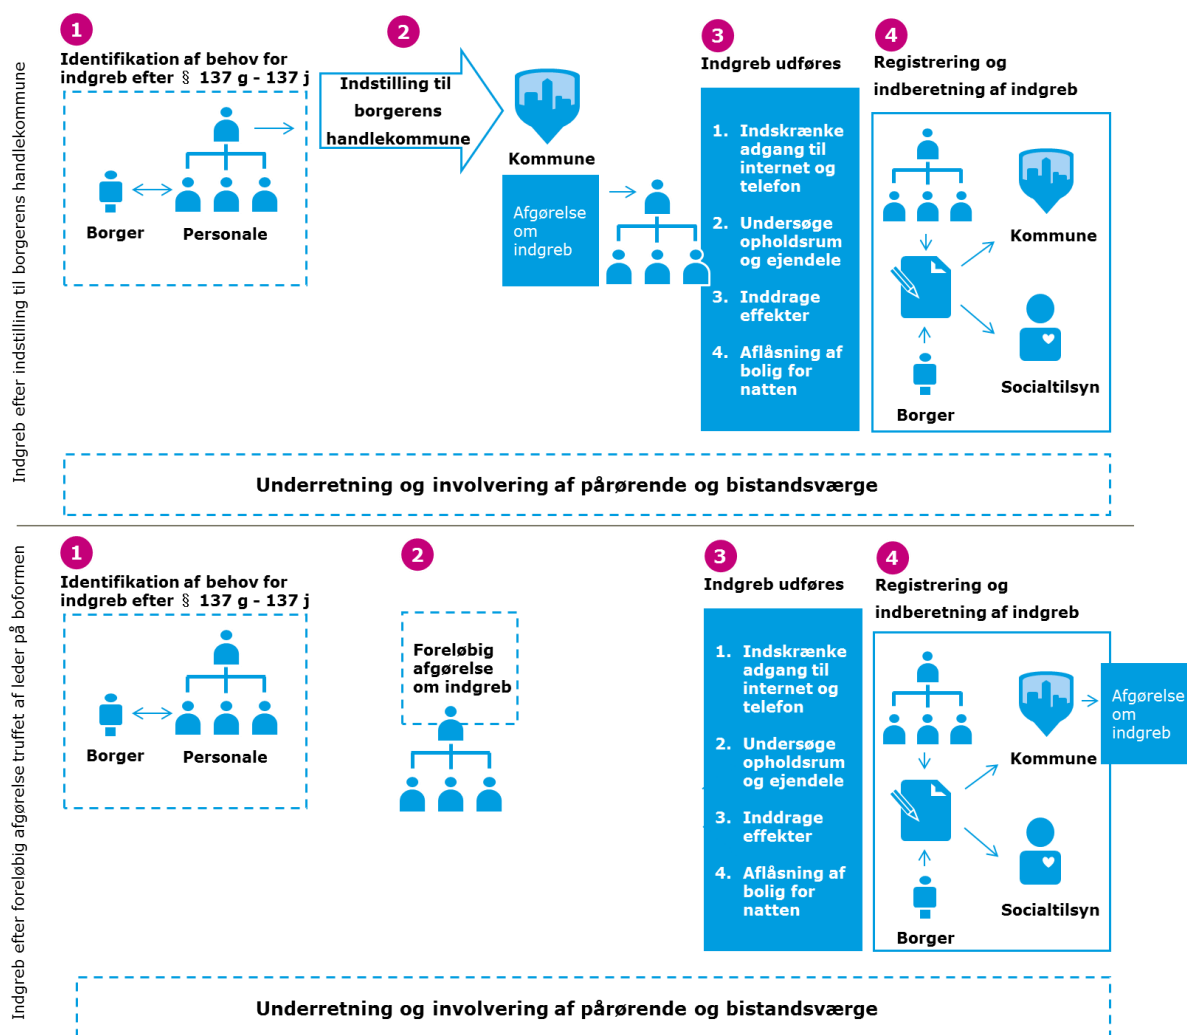 Indgreb efter indstilling til borgerens handlekommune
1
Identifikation af behov for
indgreb efter § 137 g - 137 j
Borger
Personale
2
Indstilling til
borgerens
handlekommune
Kommune
Afgørelse
om
indgreb
3
Indgreb udføres
1. Indskrænke
adgang til
internet og
telefon
2. Undersøge
opholdsrum
og ejendele
3. Inddrage
effekter
4. Aflåsning af
bolig for
natten
4
Registrering og
indberetning af indgreb
Kommune
Socialtilsyn
Borger
Underretning og involvering af pårørende og bistandsværge
Indgreb efter foreløbig afgørelse truffet af leder på boformen
1
Identifikation af behov for
indgreb efter § 137 g - 137 j
Borger
Personale
2
Foreløbig
afgørelse
om indgreb
3
Indgreb udføres
1. Indskrænke
adgang til
internet og
telefon
2. Undersøge
opholdsrum
og ejendele
3. Inddrage
effekter
4. Aflåsning af
bolig for
natten
4
Registrering og
indberetning af indgreb
Kommune
Afgørelse
om
indgreb
Socialtilsyn
Borger
Underretning og involvering af pårørende og bistandsværge